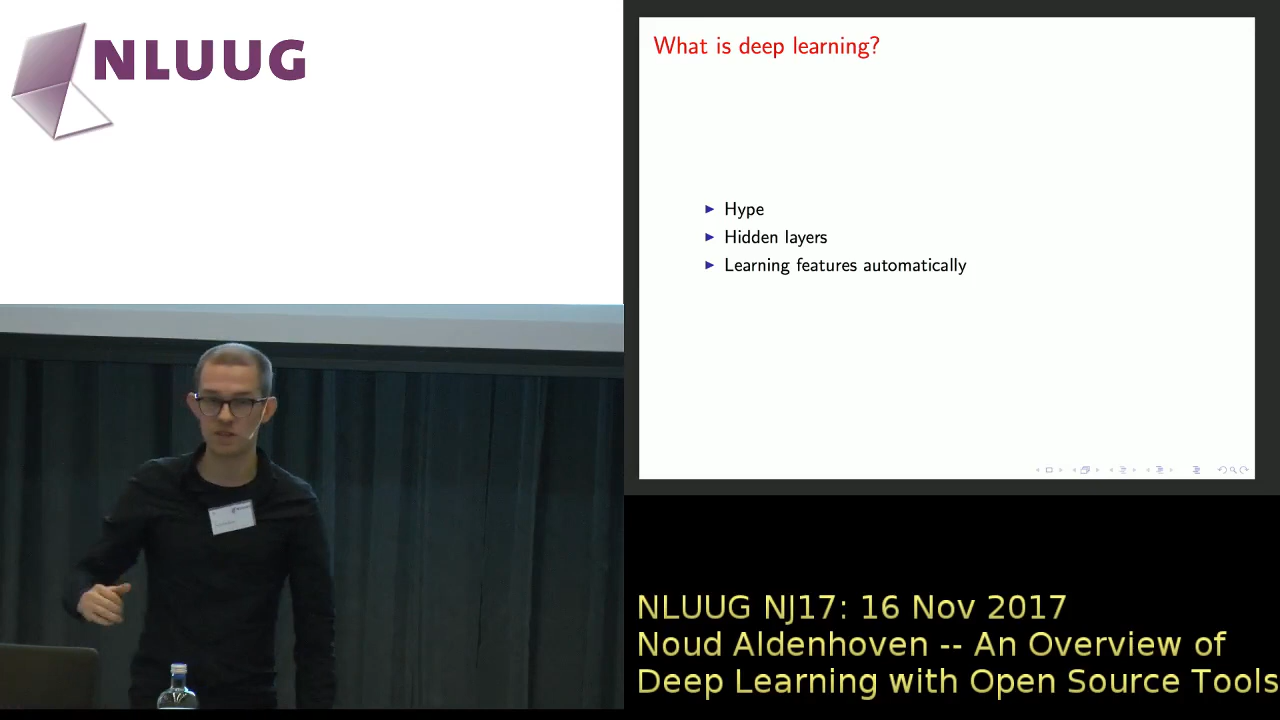 NLUUG
What is deep learning?
Hype
Hidden layers
Learning features automatically
NLUUG NJ17: 16 Nov 2017
Noud Aldenhoven -- An Overview of
Deep Learning with Open Source Tools